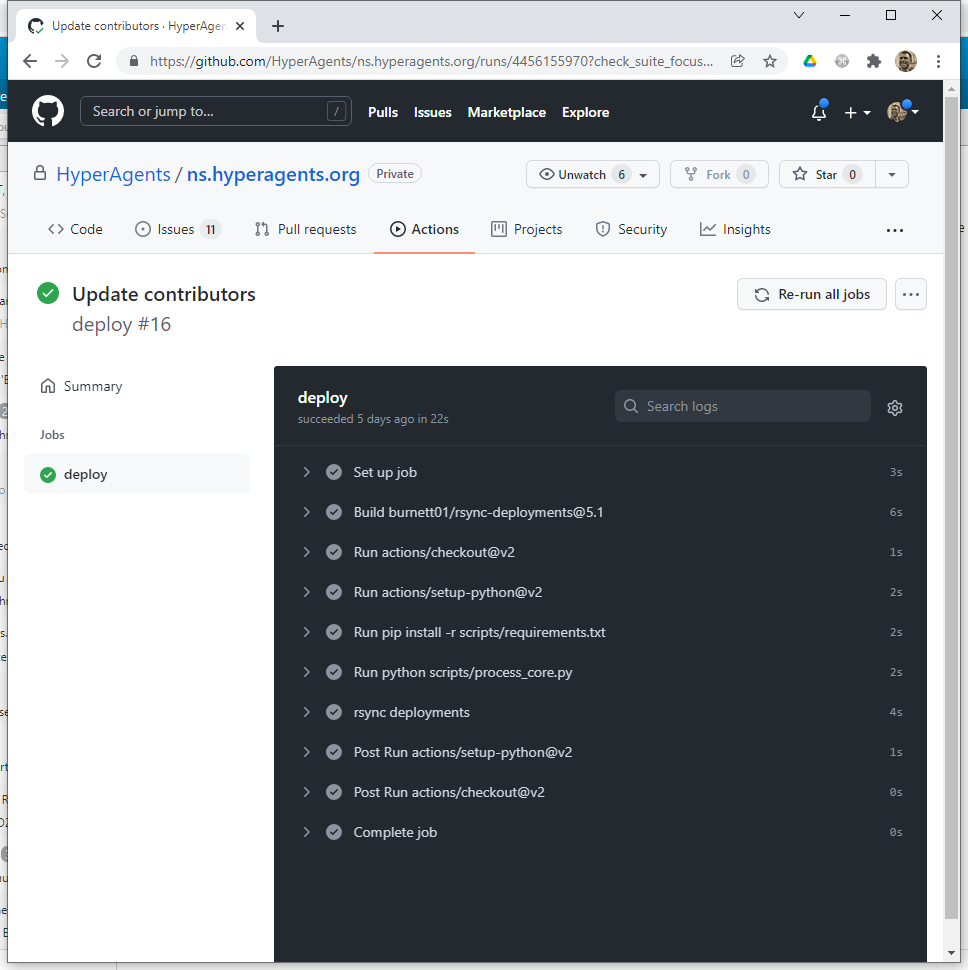 Update contributors · HyperAgen
https://github.com/HyperAgents/ns.hyperagents.org/runs/4456155970?check_suite_focus...
Search or jump to... /
Pulls Issues Marketplace Explore
HyperAgents / ns.hyperagents.org Private
Unwatch 6 Fork 0 Star 0
Code Issues 11 Pull requests Actions Projects Security Insights ...
Update contributors
deploy #16
Re-run all jobs ...
Summary
Jobs
deploy
deploy
succeeded 5 days ago in 22s
Search logs
Set up job 3s
Build burnett01/rsync-deployments@5.1 6s
Run actions/checkout@v2 1s
Run actions/setup-python@v2 2s
Run pip install -r scripts/requirements.txt 2s
Run python scripts/process_core.py 2s
rsync deployments 4s
Post Run actions/setup-python@v2 1s
Post Run actions/checkout@v2 0s
Complete job 0s